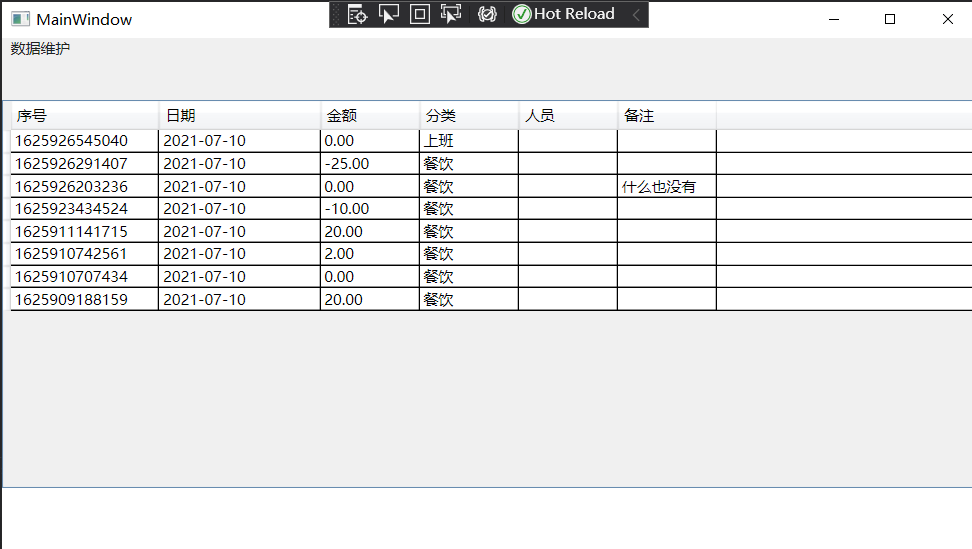 MainWindow
Hot Reload
数据维护
序号 日期 金额 分类 人员 备注
1625926545040 2021-07-10 0.00 上班
1625926291407 2021-07-10 -25.00 餐饮
1625926203236 2021-07-10 0.00 餐饮 什么也没有
1625923434524 2021-07-10 -10.00 餐饮
1625911141715 2021-07-10 20.00 餐饮
1625910742561 2021-07-10 2.00 餐饮
1625910707434 2021-07-10 0.00 餐饮
1625909188159 2021-07-10 20.00 餐饮